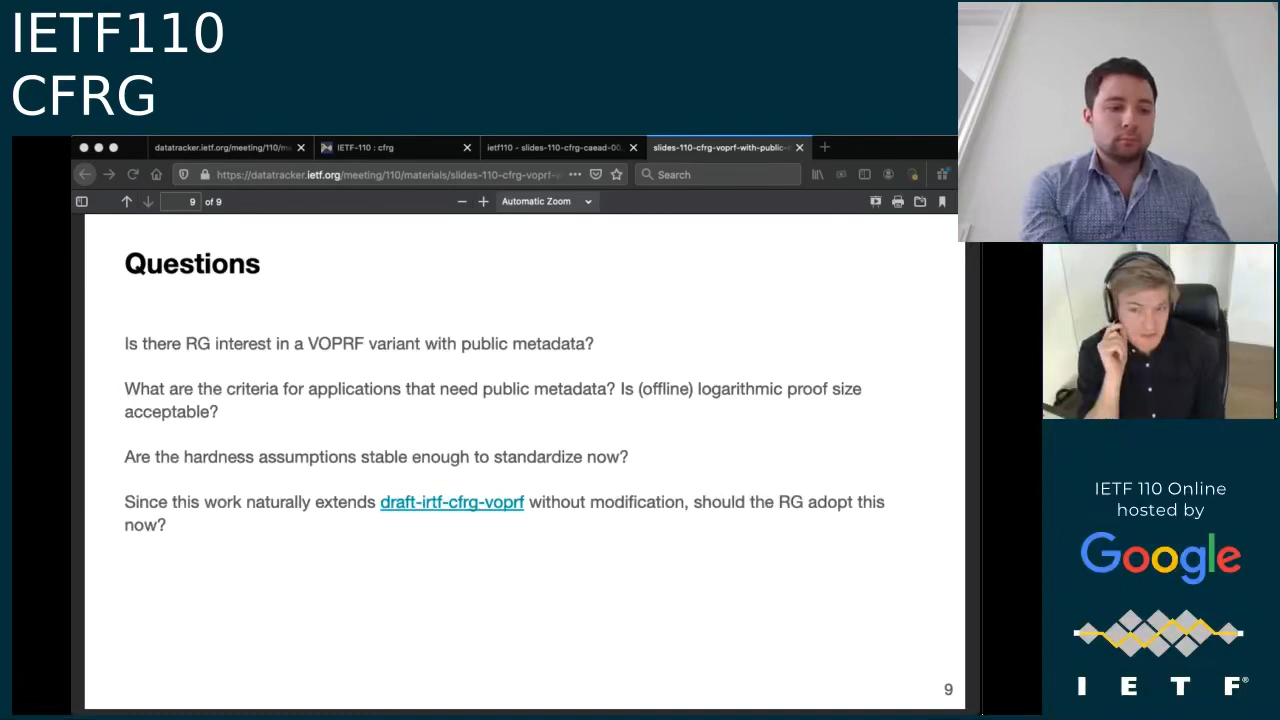 IETF110
CFRG
datatracker.ietf.org/meeting/110/m
IETF-110 : cfrg
ietf110 - slides-110-cfrg-caead-00.
slides-110-cfrg-voprf-with-public-
https://datatracker.ietf.org/meeting/110/materials/slides-110-cfrg-voprf-
Search
9 of 9
Automatic Zoom
Questions
Is there RG interest in a VOPRF variant with public metadata?
What are the criteria for applications that need public metadata? Is (offline) logarithmic proof size
acceptable?
Are the hardness assumptions stable enough to standardize now?
Since this work naturally extends draft-irtf-cfrg-voprf without modification, should the RG adopt this
now?
9
IETF 110 Online
hosted by
Google
I E T F®